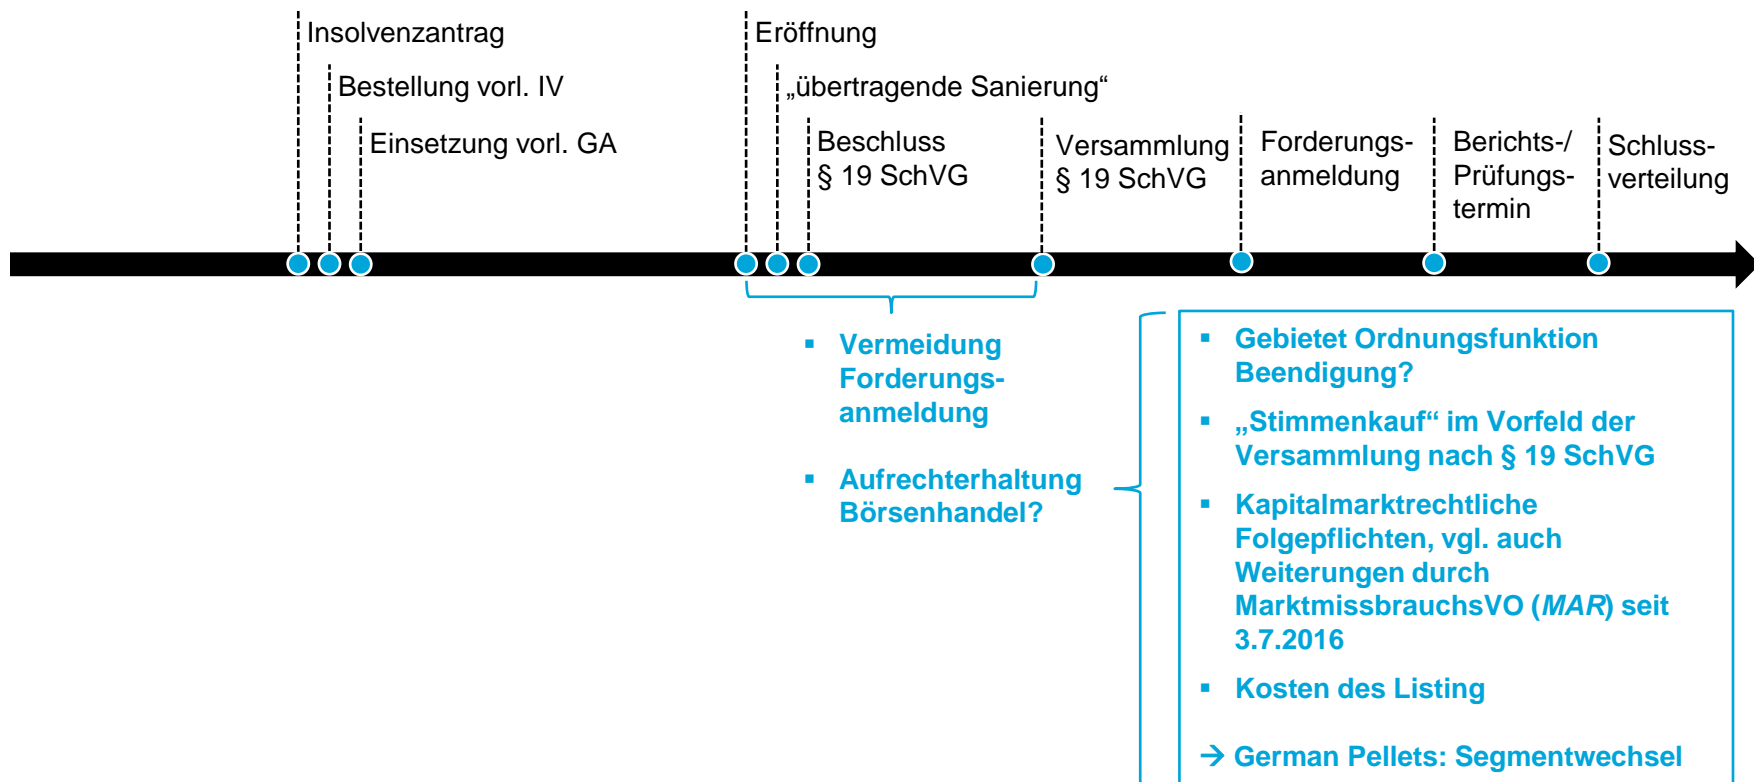 Insolvenzantrag
Bestellung vorl. IV
Einsetzung vorl. GA
Eröffnung
„übertragende Sanierung“
Beschluss
§ 19 SchVG
Versammlung
§ 19 SchVG
Forderungs-
anmeldung
Berichts-/
Prüfungs-
termin
Schluss-
verteilung
▪ Vermeidung
Forderungs-
anmeldung
▪ Aufrechterhaltung
Börsenhandel?
▪ Gebietet Ordnungsfunktion
Beendigung?
▪ „Stimmenkauf“ im Vorfeld der
Versammlung nach § 19 SchVG
▪ Kapitalmarktrechtliche
Folgepflichten, vgl. auch
Weiterungen durch
MarktmissbrauchsVO (MAR) seit
3.7.2016
▪ Kosten des Listing
→ German Pellets: Segmentwechsel